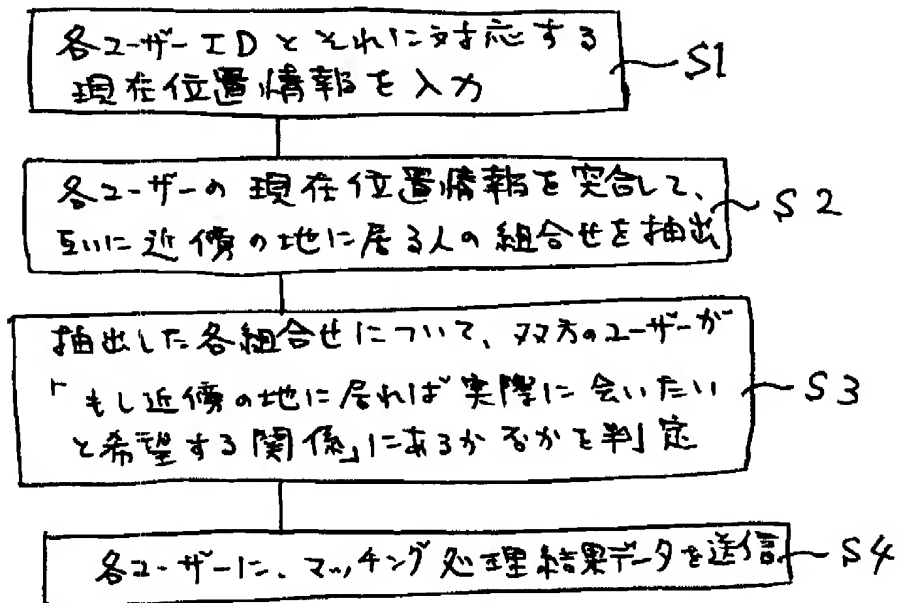 各ユーザーIDとそれに対応する
現在位置情報を入力
S1
各ユーザーの現在位置情報を突合して、
互いに近傍の地に居る人の組合せを抽出
S2
抽出した各組合せについて、双方のユーザーが
「もし近傍の地に居れば実際に会いたい
と希望する関係」にあるか否かを判定
S3
各ユーザーに、マッチング処理結果データを送信
S4